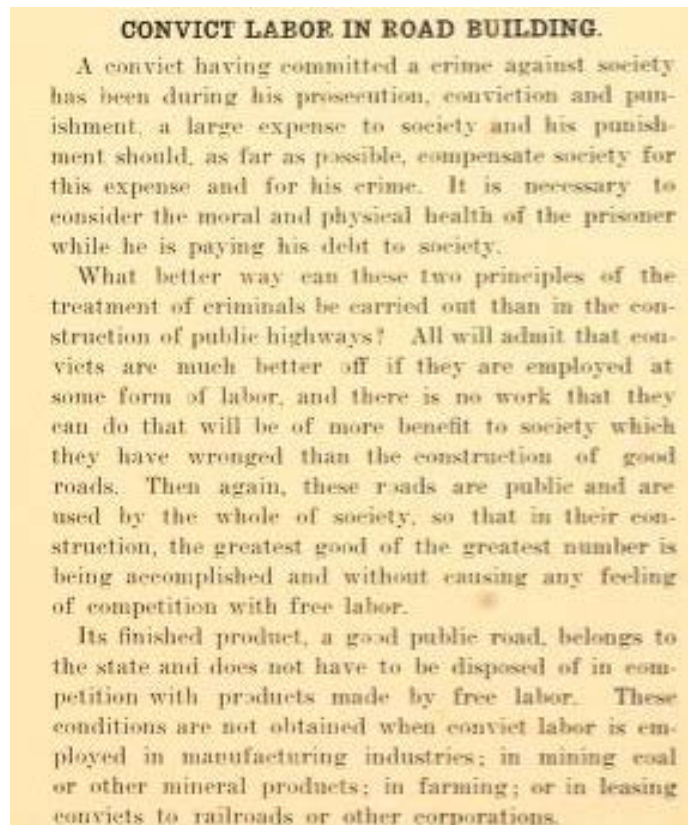 CONVICT LABOR IN ROAD BUILDING.
A convict having committed a crime against society
has been during his prosecution, conviction and pun-
ishment, a large expense to society and his punish-
ment should, as far as possible, compensate society for
this expense and for his crime. It is necessary to
consider the moral and physical health of the prisoner
while he is paying his debt to society.
What better way can these two principles of the
treatment of criminals be carried out than in the con-
struction of public highways? All will admit that con-
victs are much better off if they are employed at
some form of labor, and there is no work that they
can do that will be of more benefit to society which
they have wronged than the construction of good
roads. Then again, these roads are public and are
used by the whole of society, so that in their con-
struction, the greatest good of the greatest number is
being accomplished and without causing any feeling
of competition with free labor.
Its finished product, a good public road, belongs to
the state and does not have to be disposed of in com-
petition with products made by free labor. These
conditions are not obtained when convict labor is em-
ployed in manufacturing industries; in mining coal
or other mineral products; in farming; or in leasing
convicts to railroads or other corporations.